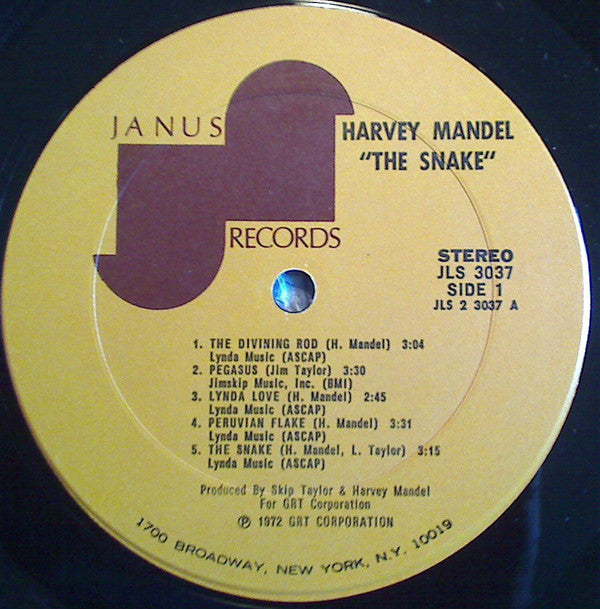 JANUS
RECORDS
HARVEY MANDEL
"THE SNAKE"
STEREO
JLS 3037
SIDE 1
JLS 2 3037 A
1. THE DIVINING ROD (H. Mandel) 3:04
Lynda Music (ASCAP)
2. PEGASUS (Jim Taylor) 3:30
Jimskip Music, Inc. (BMI)
3. LYNDA LOVE (H. Mandel) 2:45
Lynda Music (ASCAP)
4. PERUVIAN FLAKE (H. Mandel) 3:31
Lynda Music (ASCAP)
5. THE SNAKE (H. Mandel, L. Taylor) 3:15
Lynda Music (ASCAP)
Produced By Skip Taylor & Harvey Mandel
For GRT Corporation
℗ 1972 GRT CORPORATION
1700 BROADWAY, NEW YORK, N.Y. 10019